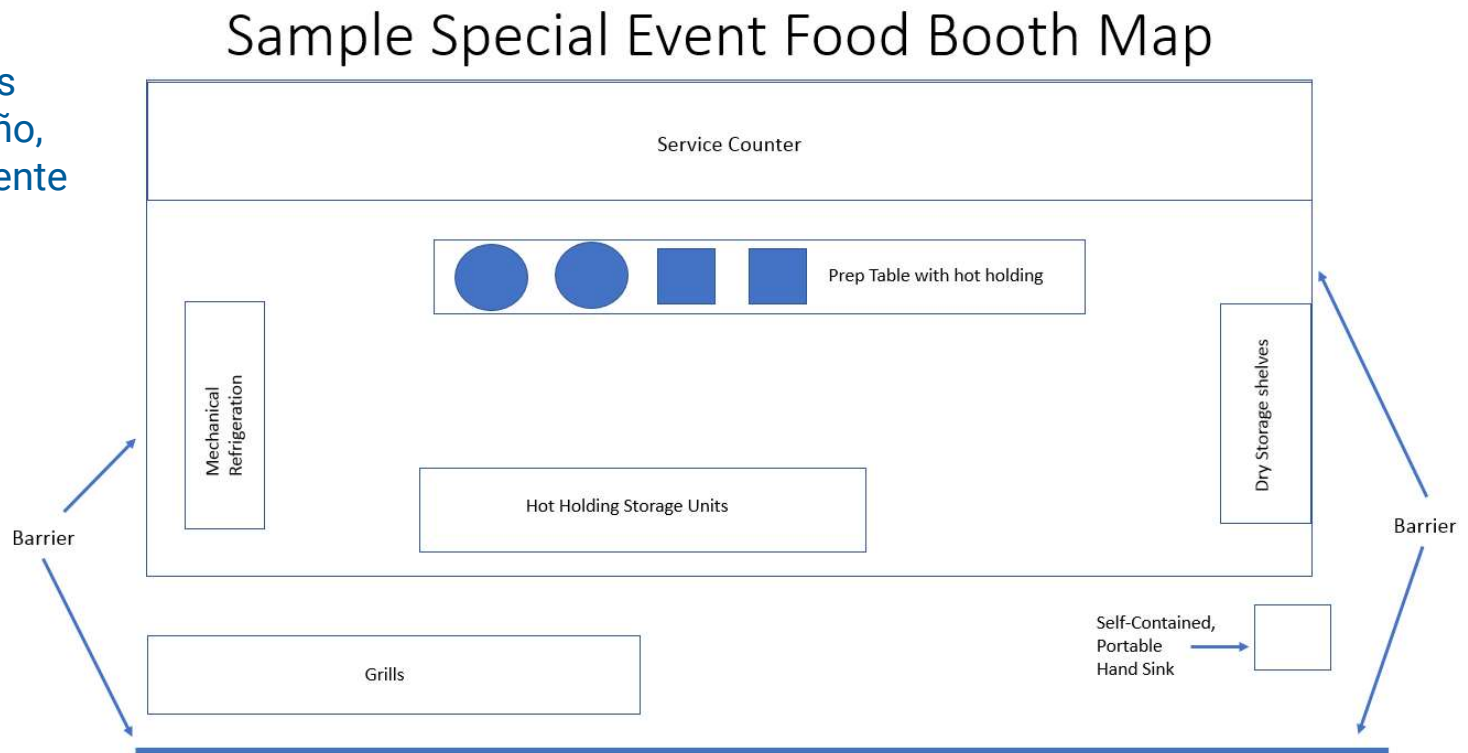 Sample Special Event Food Booth Map
s
ño,
ente
Service Counter
Prep Table with hot holding
Mechanical
Refrigeration
Dry Storage shelves
Hot Holding Storage Units
Barrier
Barrier
Self-Contained,
Portable
Hand Sink
Grills